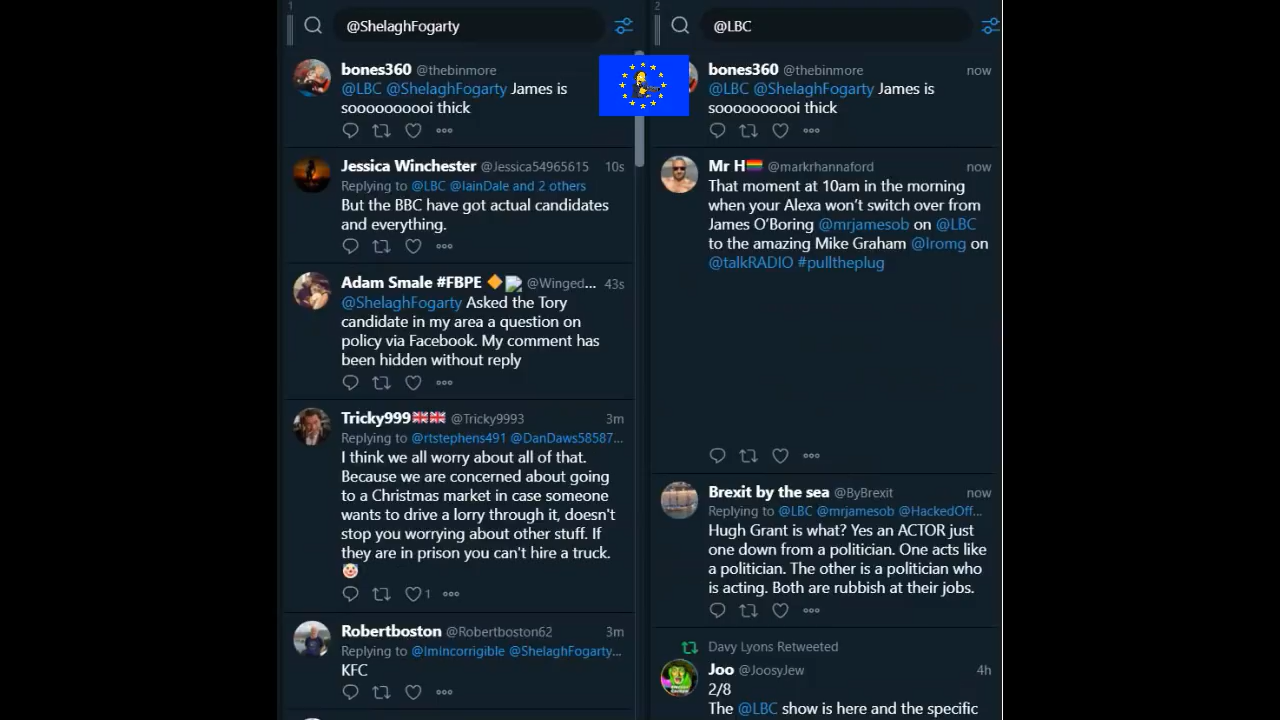 1
@ShelaghFogarty
bones360 @thebinmore
@LBC @ShelaghFogarty James is
soooooooooi thick
Jessica Winchester @Jessica54965615 10s
Replying to @LBC @IainDale and 2 others
But the BBC have got actual candidates
and everything.
Adam Smale #FBPE 🔶 @Winged... 43s
@ShelaghFogarty Asked the Tory
candidate in my area a question on
policy via Facebook. My comment has
been hidden without reply
Tricky999🇬🇧🇬🇧 @Tricky9993 3m
Replying to @rtstephens491 @DanDaws58587...
I think we all worry about all of that.
Because we are concerned about going
to a Christmas market in case someone
wants to drive a lorry through it, doesn't
stop you worrying about other stuff. If
they are in prison you can't hire a truck.
🤡
1
Robertboston @Robertboston62 3m
Replying to @Imincorrigible @ShelaghFogarty...
KFC
2
@LBC
bones360 @thebinmore now
@LBC @ShelaghFogarty James is
soooooooooi thick
Mr H🏳️‍🌈 @markrhannaford now
That moment at 10am in the morning
when your Alexa won't switch over from
James O'Boring @mrjamesob on @LBC
to the amazing Mike Graham @Iromg on
@talkRADIO #pulltheplug
Brexit by the sea @ByBrexit now
Replying to @LBC @mrjamesob @HackedOff...
Hugh Grant is what? Yes an ACTOR just
one down from a politician. One acts like
a politician. The other is a politician who
is acting. Both are rubbish at their jobs.
Davy Lyons Retweeted
Joo @JoosyJew 4h
2/8
The @LBC show is here and the specific